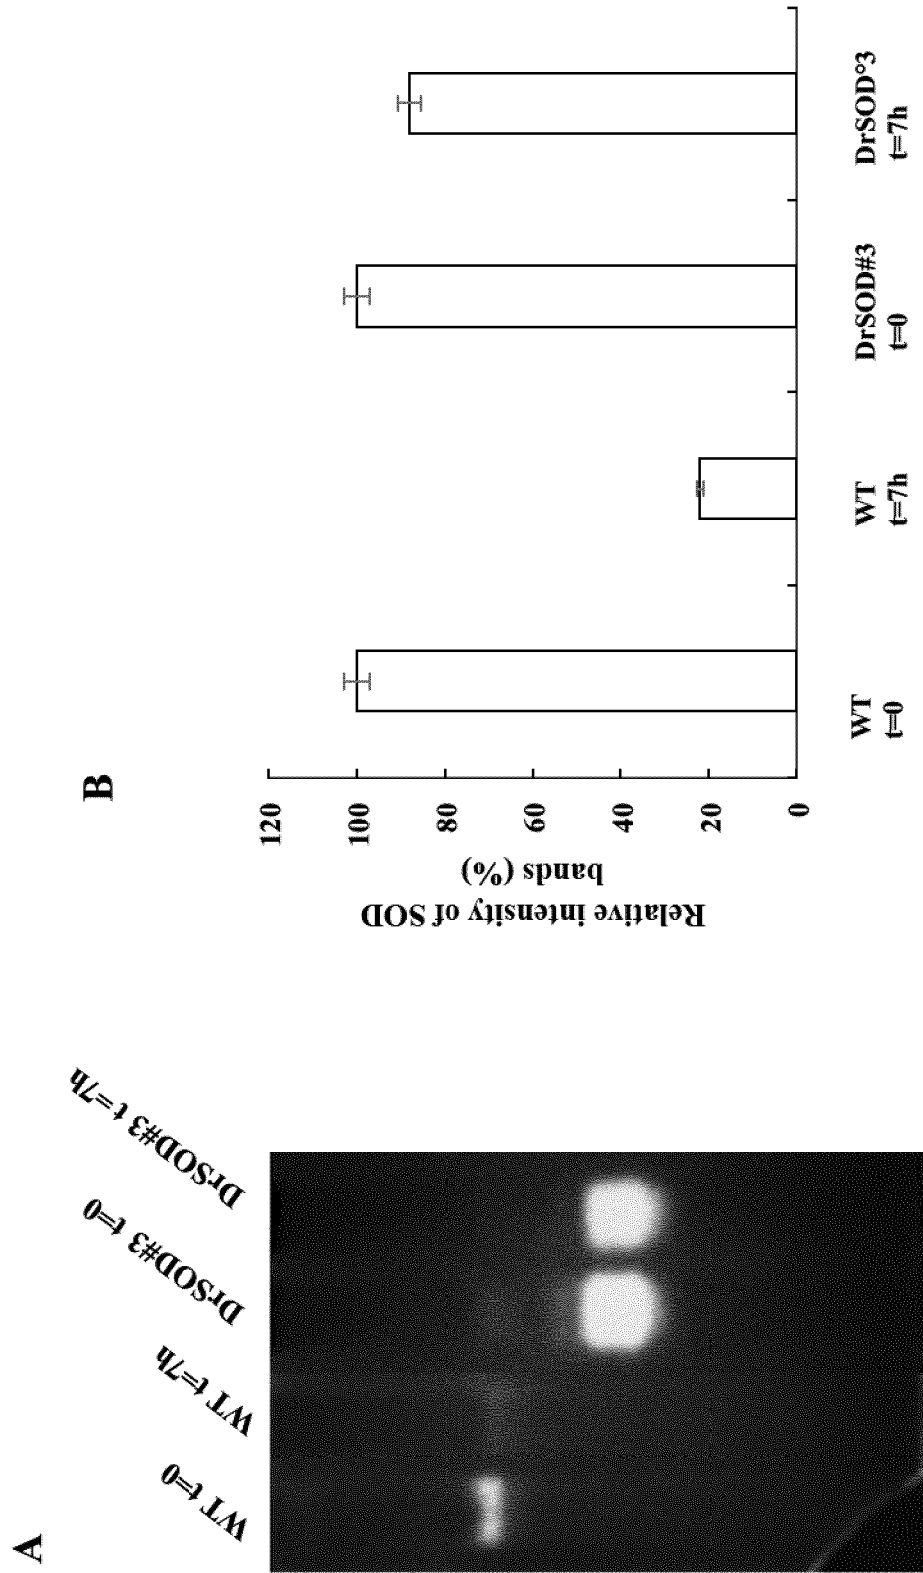 A
WT t=0
WT t=7h
DrSOD#3 t=0
DrSOD#3 t=7h
B
Relative intensity of SOD
bands (%)
120
100
80
60
40
20
0
WT
t=0
WT
t=7h
DrSOD#3
t=0
DrSOD°3
t=7h